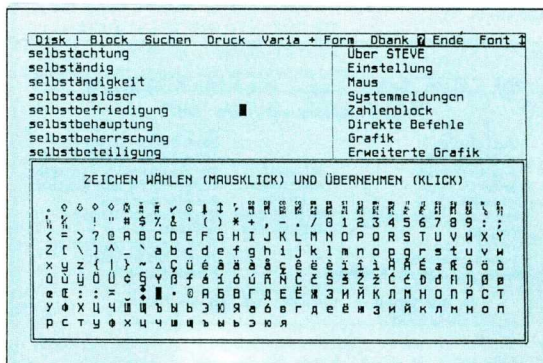 Disk ! Block Suchen Druck Varia + Form Dbank ? Ende Font ↕
selbstachtung
selbständig
selbständigkeit
selbstauslöser
selbstbefriedigung
selbstbehauptung
selbstbeherrschung
selbstbeteiligung
Über STEVE
Einstellung
Maus
Systemmeldungen
Zahlenblock
Direkte Befehle
Grafik
Erweiterte Grafik
ZEICHEN WÄHLEN (MAUSKLICK) UND ÜBERNEHMEN (KLICK)
! " # $ % & ' ( ) * + , - . / 0 1 2 3 4 5 6 7 8 9 : ;
< = > ? @ A B C D E F G H I J K L M N O P Q R S T U V W X Y
Z [ \ ] ^ _ ` a b c d e f g h i j k l m n o p q r s t u v w
x y z { | } ~ Δ Ç ü é â ä à å ç ê ë è ï î ì Ä Å É æ Æ ô ö ò
û ù ÿ Ö Ü ¢ ¥ ß ƒ á í ó ú ñ Ñ
У Ф Х Ц Ч Ш Щ Ъ Ы Ь Э Ю Я а б в г д е ё ж з и й к л м н о п
р с т у ф х ц ч ш щ ъ ы ь э ю я